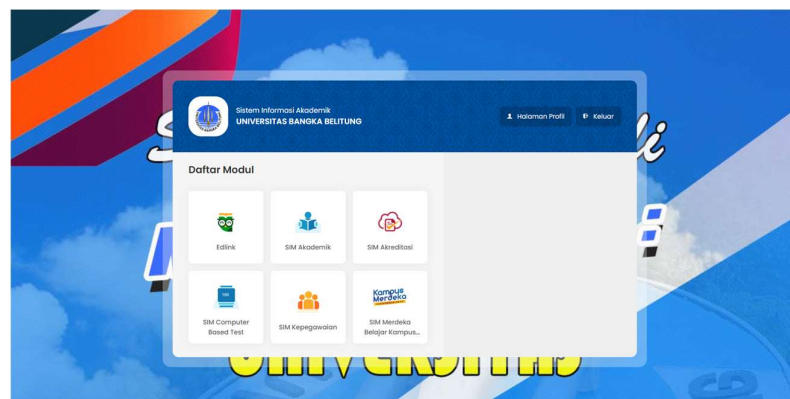 Sistem Informasi Akademik
UNIVERSITAS BANGKA BELITUNG
Halaman Profil
Keluar
Daftar Modul
Edlink
SIM Akademik
SIM Akreditasi
SIM Computer
Based Test
SIM Kepegawaian
Kampus
Merdeka
SIM Merdeka
Belajar Kampus...
UNIVERSITAS